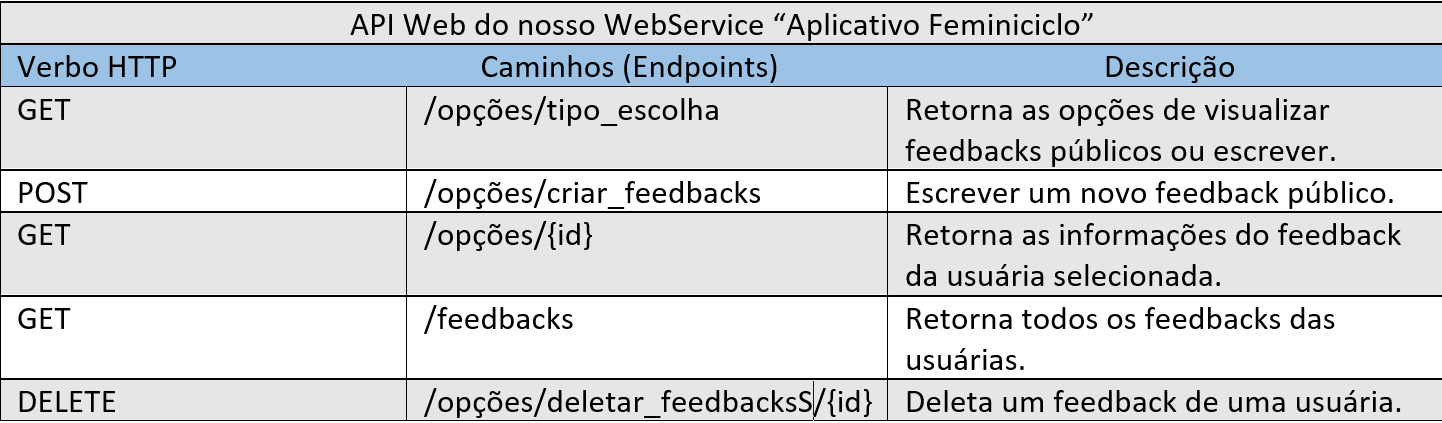 API Web do nosso WebService “Aplicativo Feminiciclo”
Verbo HTTP Caminhos (Endpoints) Descrição
GET /opções/tipo_escolha Retorna as opções de visualizar
feedbacks públicos ou escrever.
POST /opções/criar_feedbacks Escrever um novo feedback público.
GET /opções/{id} Retorna as informações do feedback
da usuária selecionada.
GET /feedbacks Retorna todos os feedbacks das
usuárias.
DELETE /opções/deletar_feedbacksS/{id} Deleta um feedback de uma usuária.